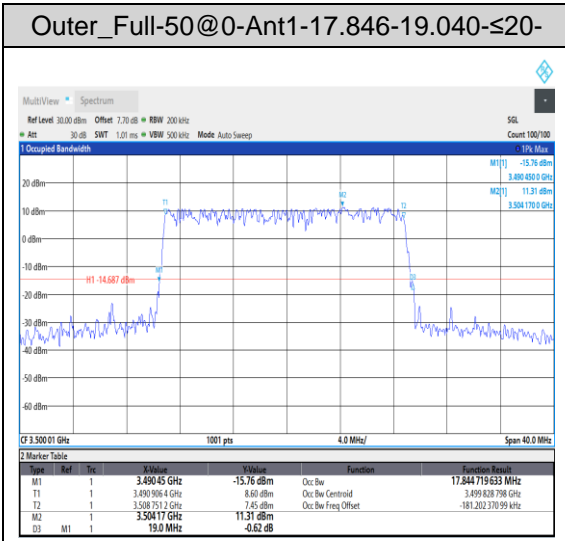 Outer_Full-50@0-Ant1-17.846-19.040-≤20-
MultiView Spectrum
Ref Level 30.00 dBm Offset 7.70 dB RBW 200 kHz SGL
Att 30 dB SWT 1.01 ms VBW 500 kHz Mode Auto Sweep Count 100/100
1 Occupied Bandwidth 1Pk Max
M1[1] -15.76 dBm
3.490 450 0 GHz
M2[1] 11.31 dBm
3.504 170 0 GHz
20 dBm
M2
T1 T2
10 dBm
0 dBm
-10 dBm
M1
H1 -14.687 dBm
-20 dBm
-30 dBm
-40 dBm
-50 dBm
-60 dBm
CF 3.500 01 GHz 1001 pts 4.0 MHz/ Span 40.0 MHz
2 Marker Table
Type Ref Trc X-Value Y-Value Function Function Result
M1 1 3.490 45 GHz -15.76 dBm Occ Bw 17.844 719 633 MHz
T1 1 3.490 906 4 GHz 8.60 dBm Occ Bw Centroid 3.499 828 798 GHz
T2 1 3.508 751 2 GHz 7.45 dBm Occ Bw Freq Offset -181.202 370 99 kHz
M2 1 3.504 17 GHz 11.31 dBm
D3 M1 1 19.0 MHz -0.62 dB